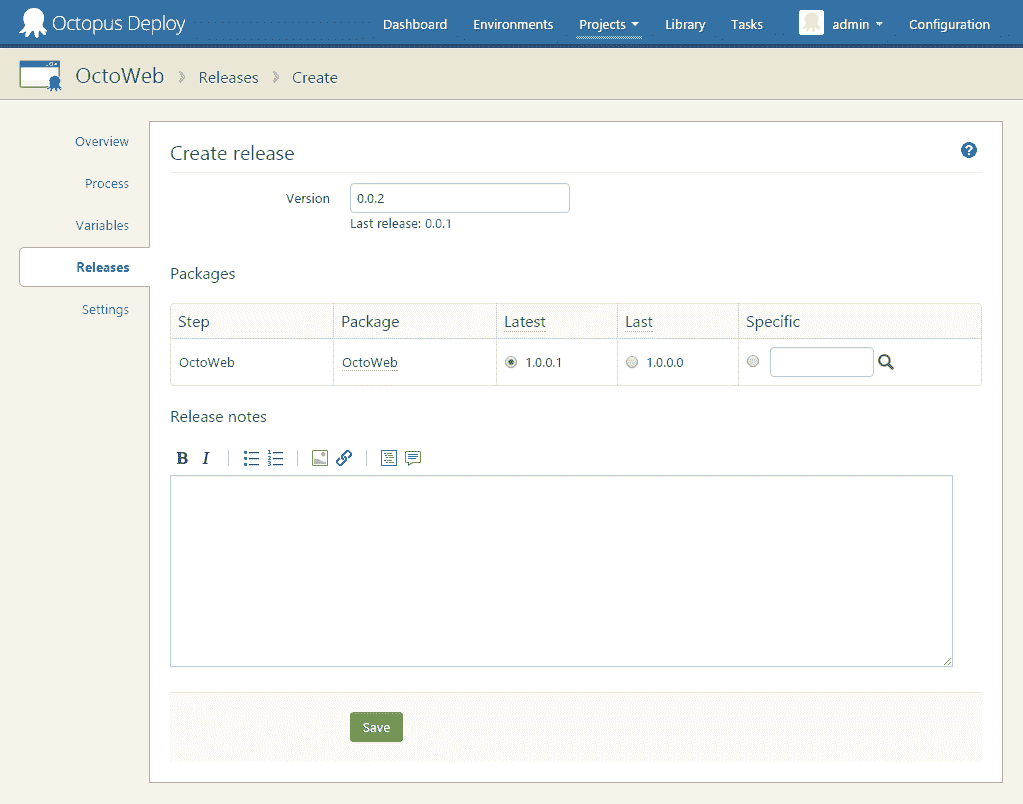 Octopus Deploy Dashboard Environments Projects Library Tasks admin Configuration
OctoWeb Releases Create
Overview
Process
Variables
Releases
Settings
Create release
?
Version 0.0.2
Last release: 0.0.1
Packages
Step Package Latest Last Specific
OctoWeb OctoWeb 1.0.0.1 1.0.0.0
Release notes
B I
Save